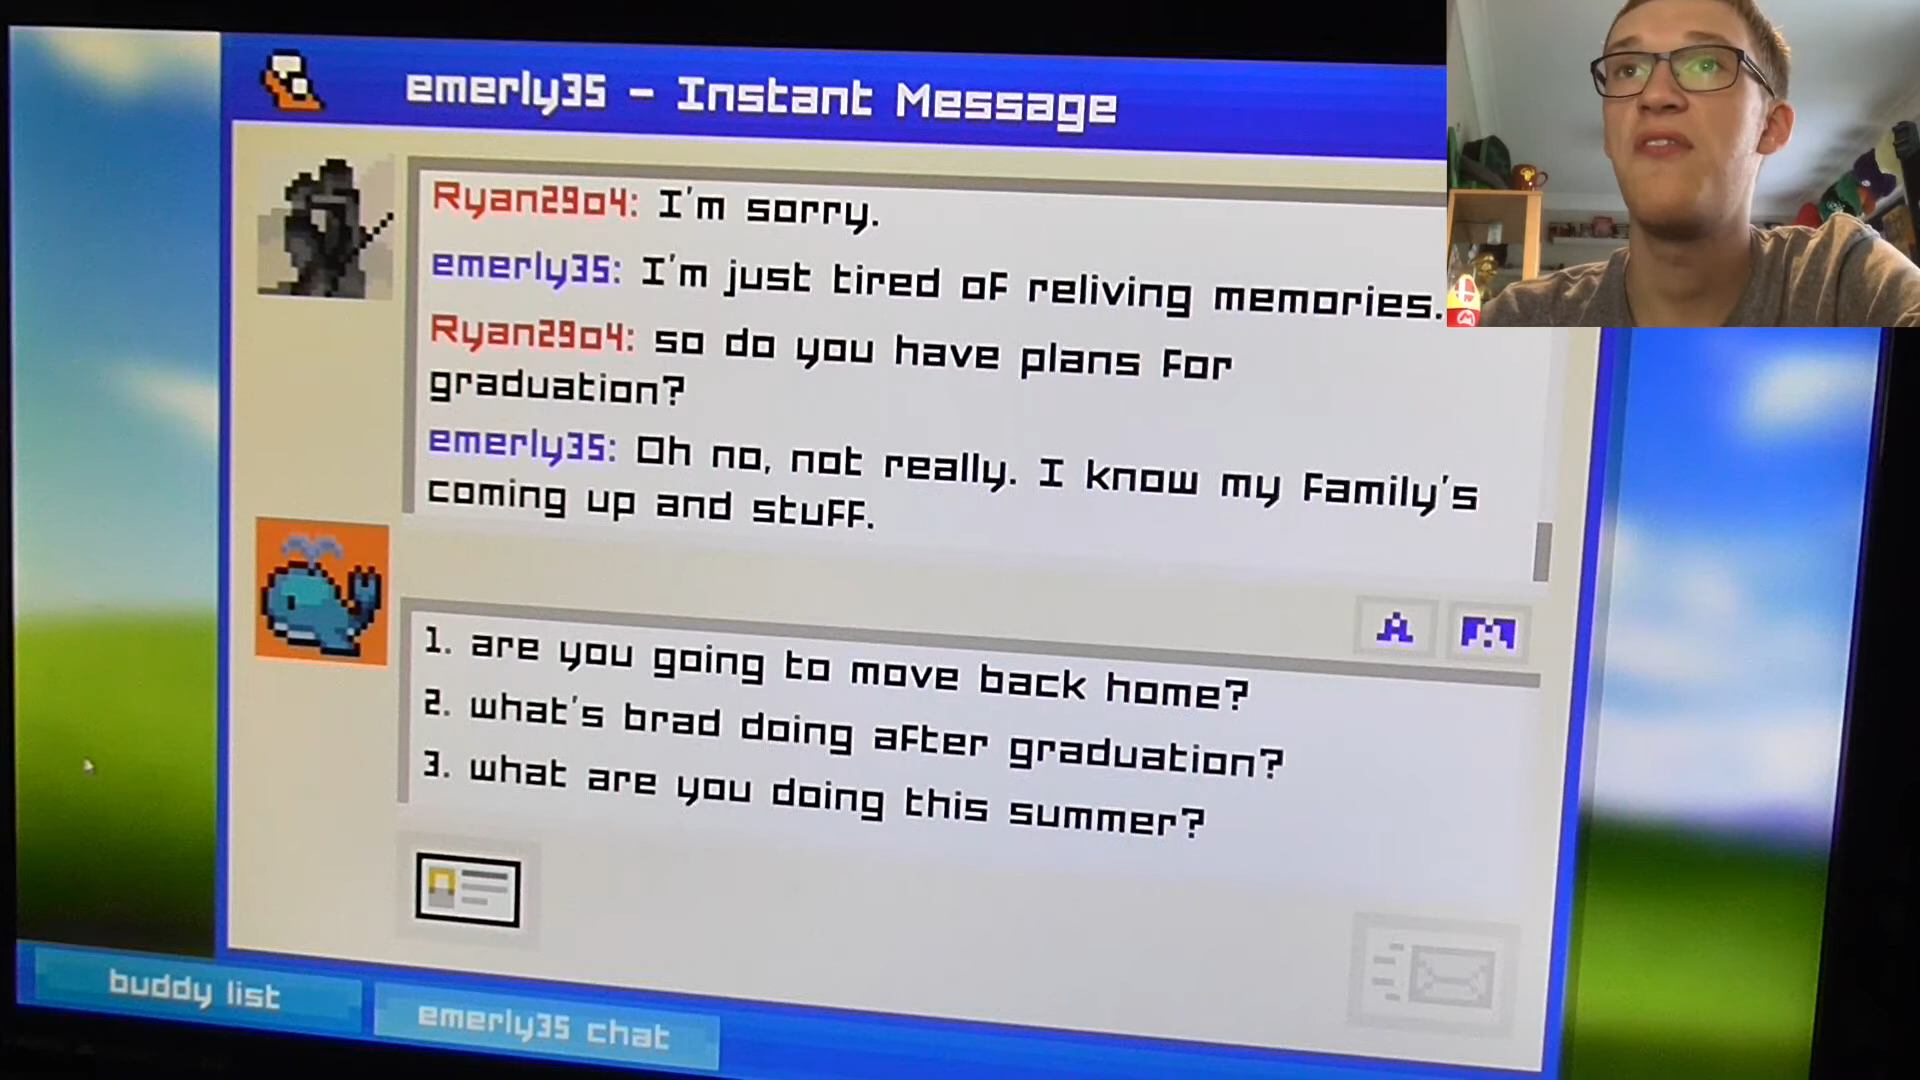 emerly35 - Instant Message
Ryan29o4: I'm sorry.
emerly35: I'm just tired of reliving memories.
Ryan29o4: so do you have plans for
graduation?
emerly35: Oh no, not really. I know my family's
coming up and stuff.
A M
1. are you going to move back home?
2. what's brad doing after graduation?
3. what are you doing this summer?
buddy list
emerly35 chat